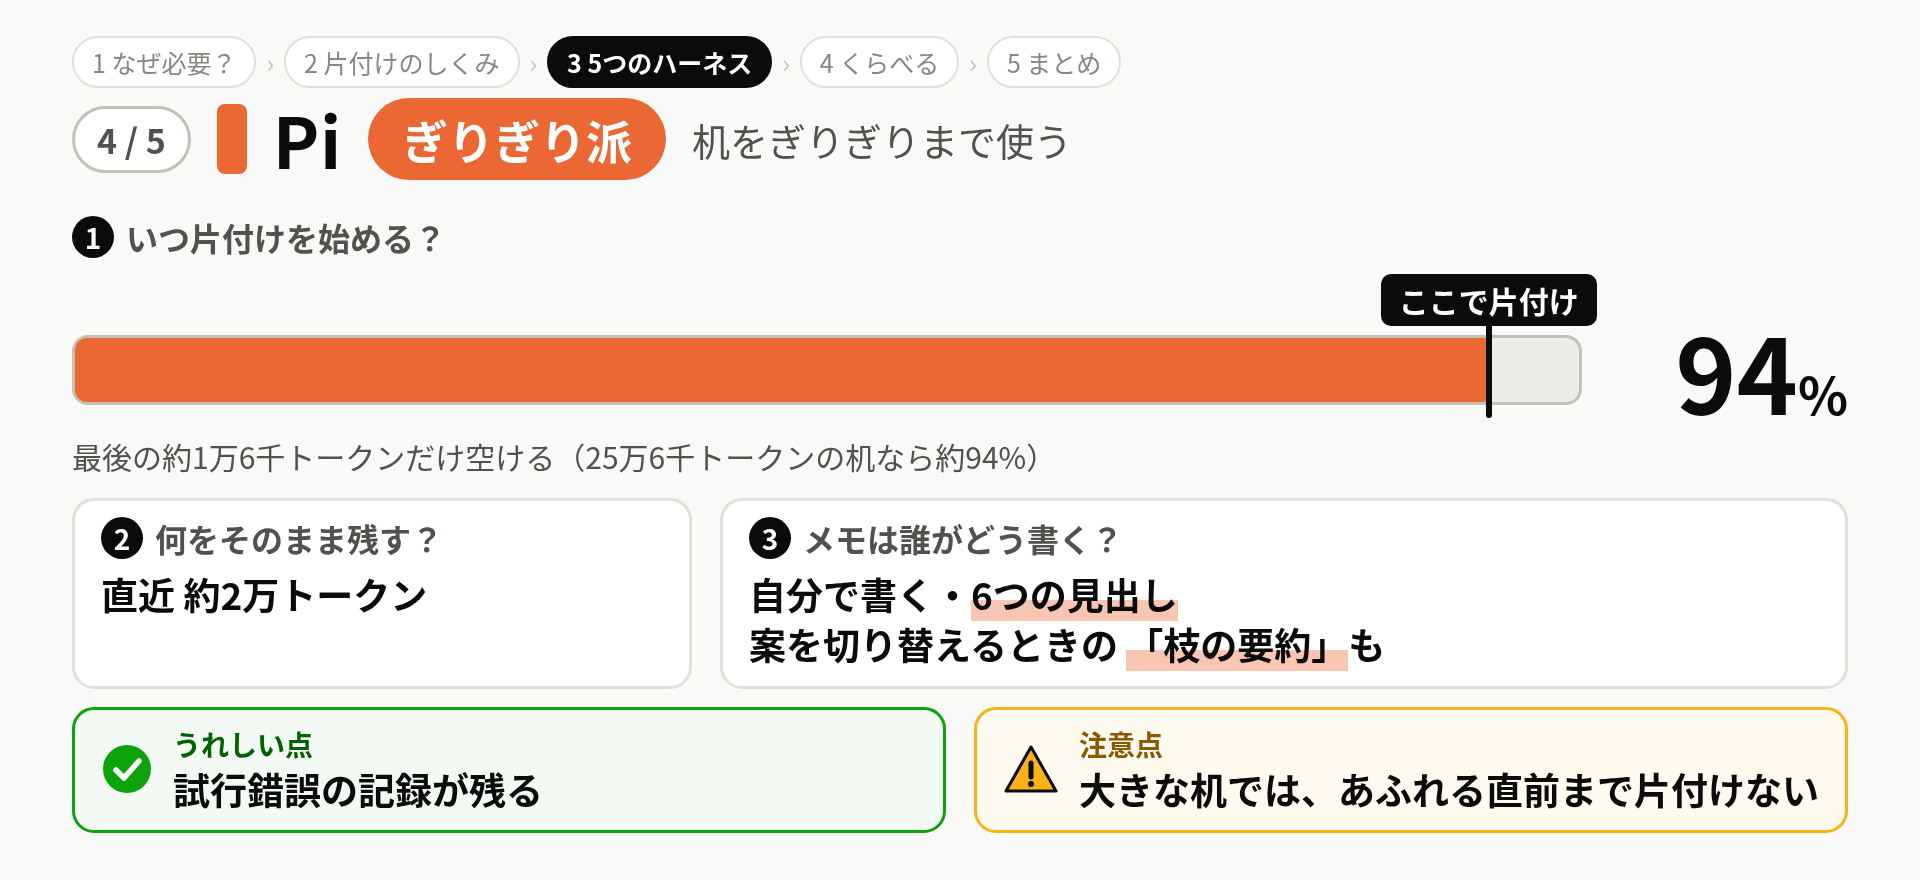 1 なぜ必要？ › 2 片付けのしくみ › 3 5つのハーネス › 4 くらべる › 5 まとめ
4 / 5 Pi ぎりぎり派 机をぎりぎりまで使う
1 いつ片付けを始める？
ここで片付け
94%
最後の約1万6千トークンだけ空ける（25万6千トークンの机なら約94%）
2 何をそのまま残す？
直近 約2万トークン
3 メモは誰がどう書く？
自分で書く・6つの見出し
案を切り替えるときの「枝の要約」も
うれしい点
試行錯誤の記録が残る
注意点
大きな机では、あふれる直前まで片付けない